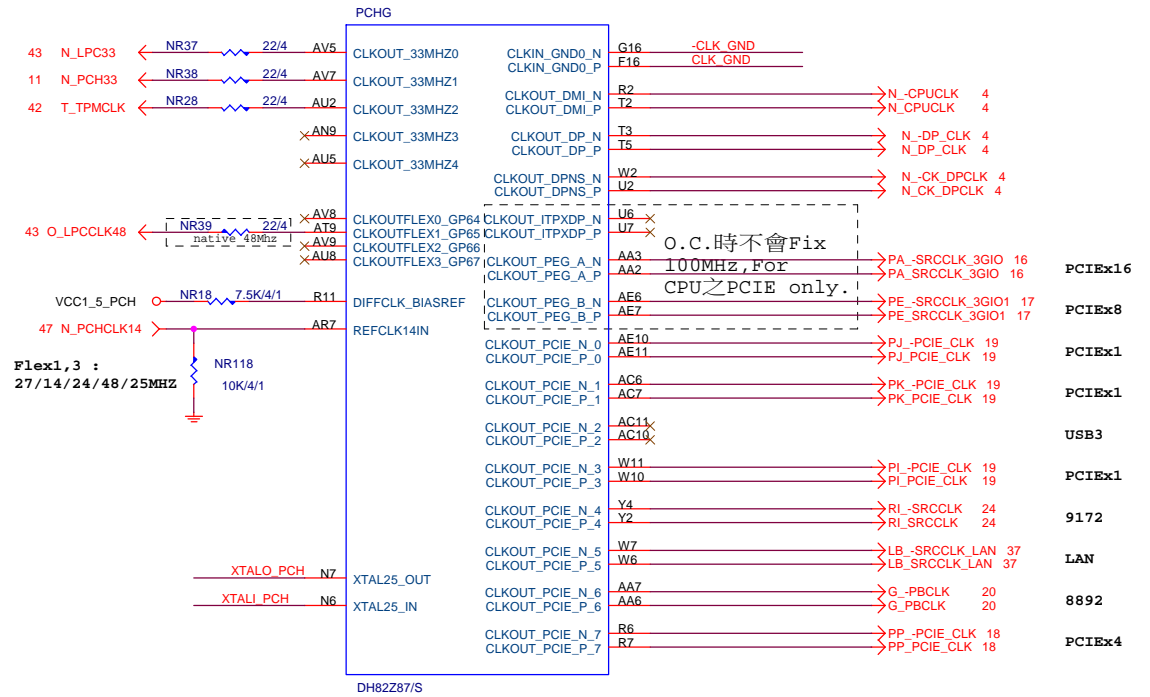 PCHG
43 N_LPC33 NR37 22/4 AV5 CLKOUT_33MHZ0
11 N_PCH33 NR38 22/4 AV7 CLKOUT_33MHZ1
42 T_TPMCLK NR28 22/4 AU2 CLKOUT_33MHZ2
AN9 CLKOUT_33MHZ3
AU5 CLKOUT_33MHZ4
AV8 CLKOUTFLEX0_GP64
43 O_LPCCLK48 NR39 22/4 AT9 CLKOUTFLEX1_GP65
native 48Mhz
AV9 CLKOUTFLEX2_GP66
AU8 CLKOUTFLEX3_GP67
VCC1_5_PCH NR18 7.5K/4/1 R11 DIFFCLK_BIASREF
47 N_PCHCLK14 AR7 REFCLK14IN
Flex1,3 :
27/14/24/48/25MHZ
NR118
10K/4/1
XTALO_PCH N7 XTAL25_OUT
XTALI_PCH N6 XTAL25_IN
CLKIN_GND0_N G16 -CLK_GND
CLKIN_GND0_P F16 CLK_GND
CLKOUT_DMI_N R2 N_-CPUCLK 4
CLKOUT_DMI_P T2 N_CPUCLK 4
CLKOUT_DP_N T3 N_-DP_CLK 4
CLKOUT_DP_P T5 N_DP_CLK 4
CLKOUT_DPNS_N W2 N_-CK_DPCLK 4
CLKOUT_DPNS_P U2 N_CK_DPCLK 4
CLKOUT_ITPXDP_N U6
CLKOUT_ITPXDP_P U7
O.C.時不會Fix
100MHz,For
CPU之PCIE only.
CLKOUT_PEG_A_N AA3 PA_-SRCCLK_3GIO 16
CLKOUT_PEG_A_P AA2 PA_SRCCLK_3GIO 16
PCIEx16
CLKOUT_PEG_B_N AE6 PE_-SRCCLK_3GIO1 17
CLKOUT_PEG_B_P AE7 PE_SRCCLK_3GIO1 17
PCIEx8
CLKOUT_PCIE_N_0 AE10 PJ_-PCIE_CLK 19
CLKOUT_PCIE_P_0 AE11 PJ_PCIE_CLK 19
PCIEx1
CLKOUT_PCIE_N_1 AC6 PK_-PCIE_CLK 19
CLKOUT_PCIE_P_1 AC7 PK_PCIE_CLK 19
PCIEx1
CLKOUT_PCIE_N_2 AC11
CLKOUT_PCIE_P_2 AC10
USB3
CLKOUT_PCIE_N_3 W11 PI_-PCIE_CLK 19
CLKOUT_PCIE_P_3 W10 PI_PCIE_CLK 19
PCIEx1
CLKOUT_PCIE_N_4 Y4 RI_-SRCCLK 24
CLKOUT_PCIE_P_4 Y2 RI_SRCCLK 24
9172
CLKOUT_PCIE_N_5 W7 LB_-SRCCLK_LAN 37
CLKOUT_PCIE_P_5 W6 LB_SRCCLK_LAN 37
LAN
CLKOUT_PCIE_N_6 AA7 G_-PBCLK 20
CLKOUT_PCIE_P_6 AA6 G_PBCLK 20
8892
CLKOUT_PCIE_N_7 R6 PP_-PCIE_CLK 18
CLKOUT_PCIE_P_7 R7 PP_PCIE_CLK 18
PCIEx4
DH82Z87/S